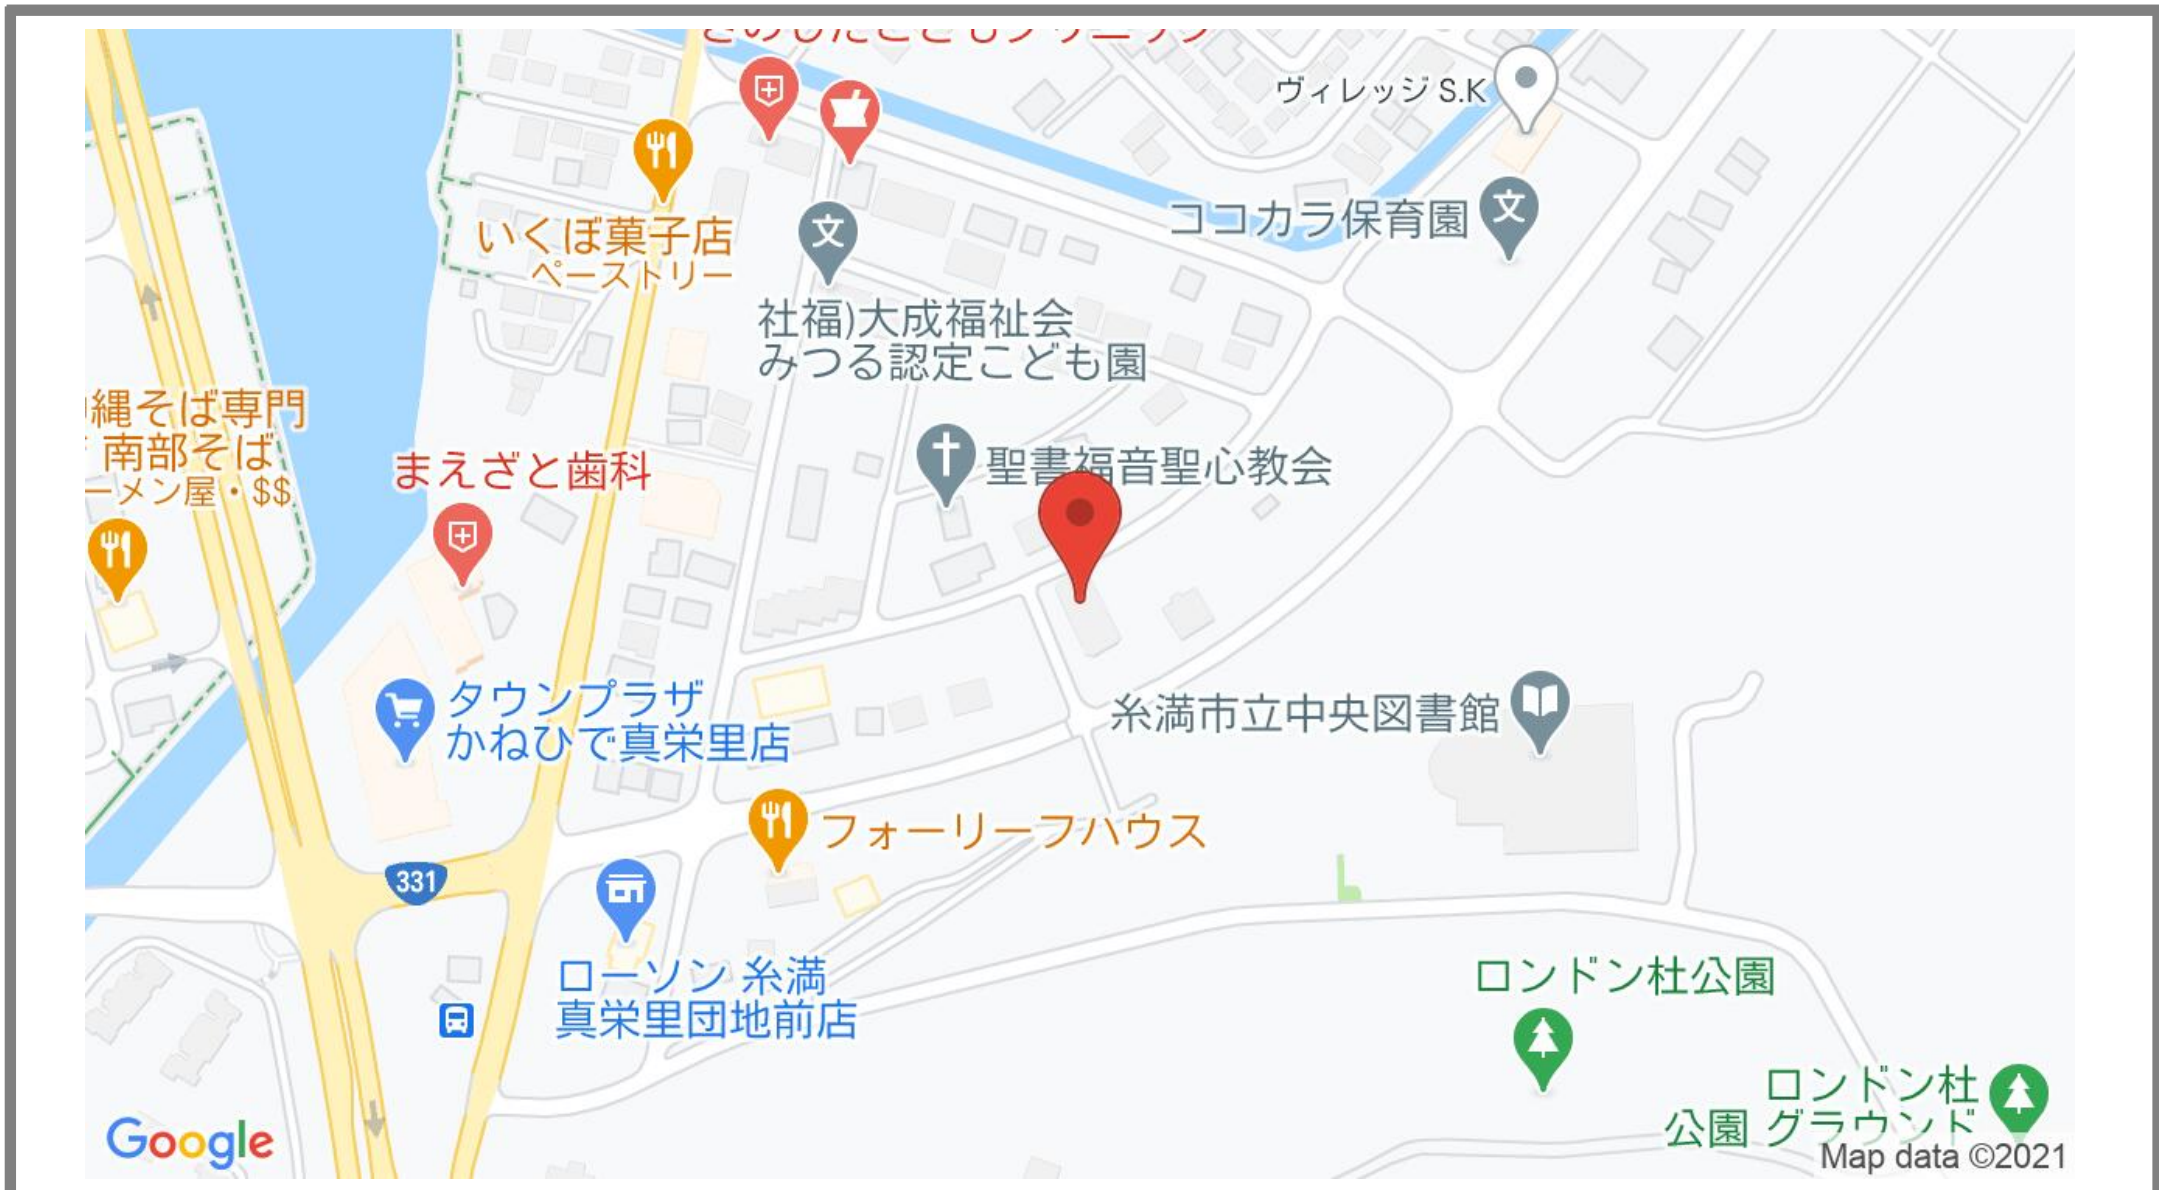 ヴィレッジ S.K
いくぼ菓子店
ペーストリー
ココカラ保育園
社福)大成福祉会
みつる認定こども園
縄そば専門
南部そば
ーメン屋・$$
まえざと歯科
聖書福音聖心教会
タウンプラザ
かねひで真栄里店
糸満市立中央図書館
フォーリーフハウス
331
ローソン 糸満
真栄里団地前店
ロンドン杜公園
ロンドン杜
公園 グラウンド
Google
Map data ©2021